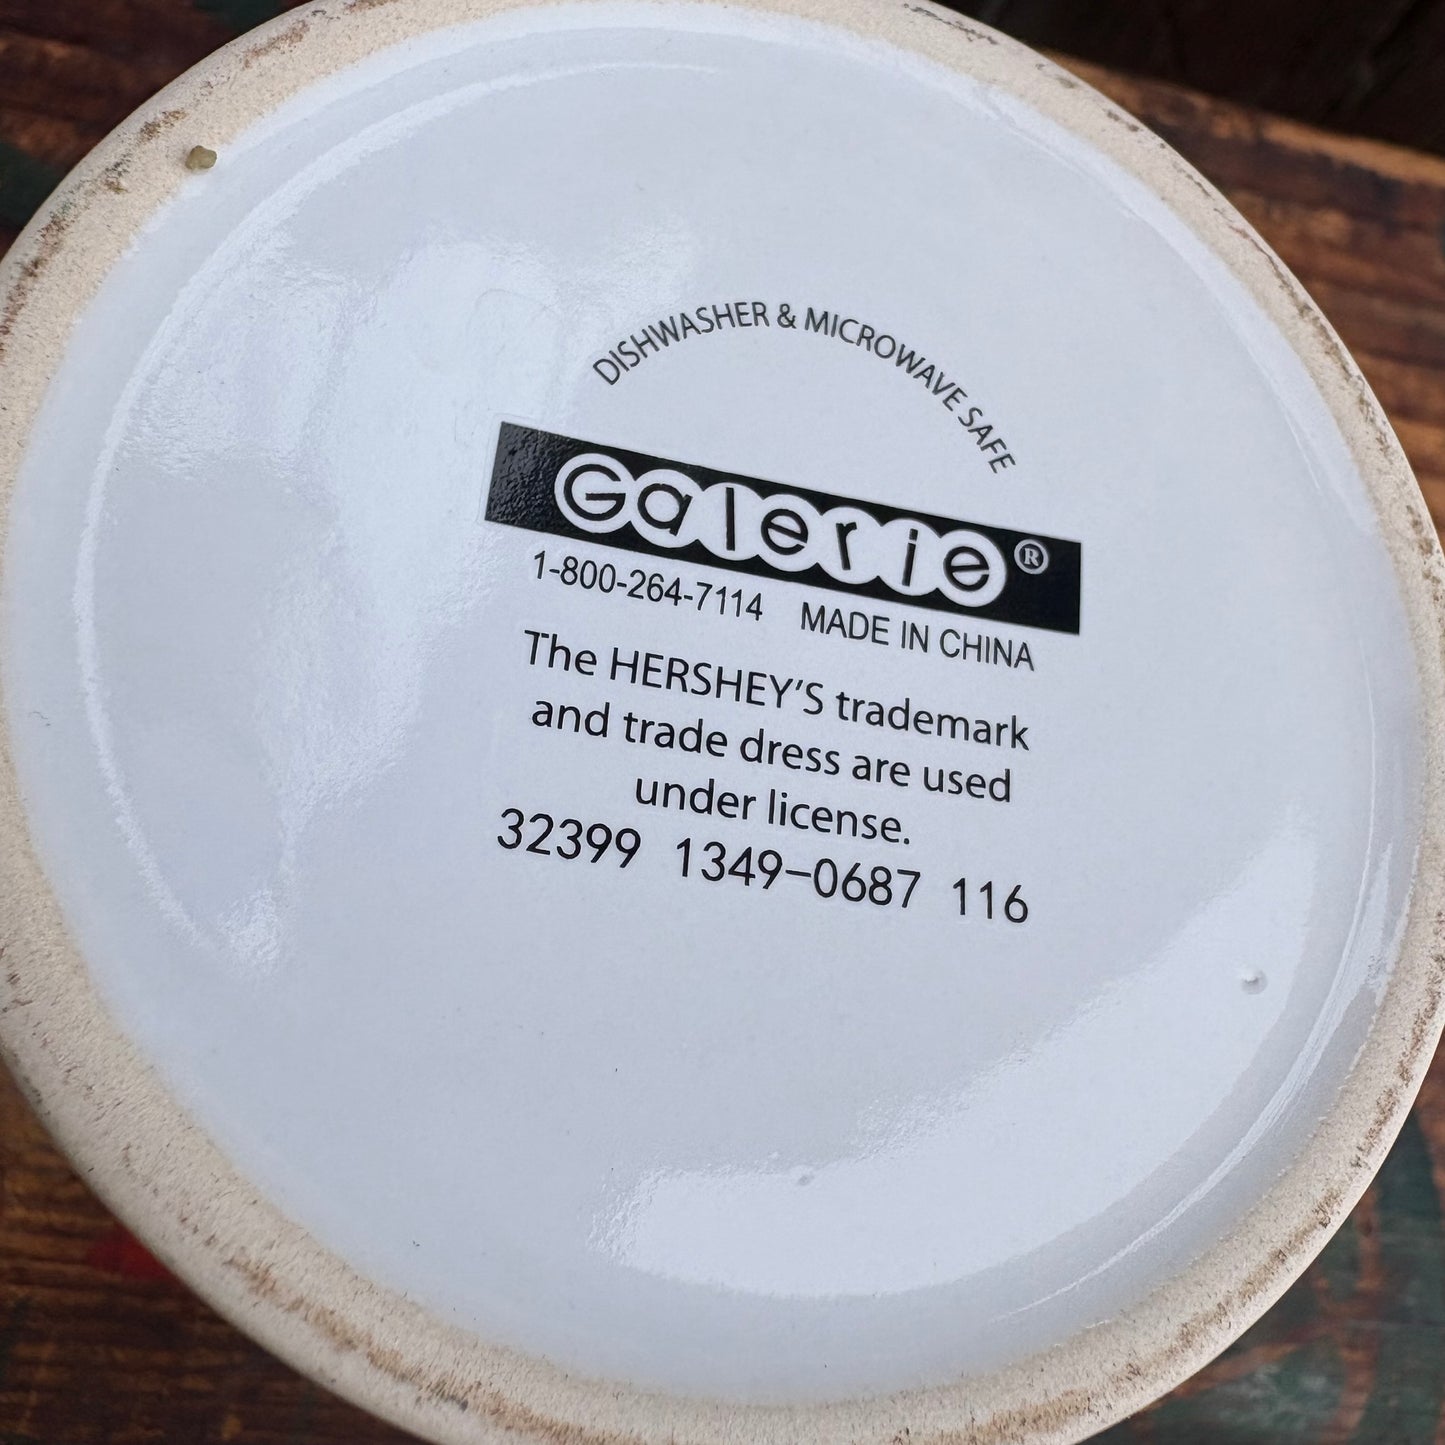 DISHWASHER & MICROWAVE SAFE
Galerie®
1-800-264-7114 MADE IN CHINA
The HERSHEY'S trademark
and trade dress are used
under license.
32399 1349-0687 116